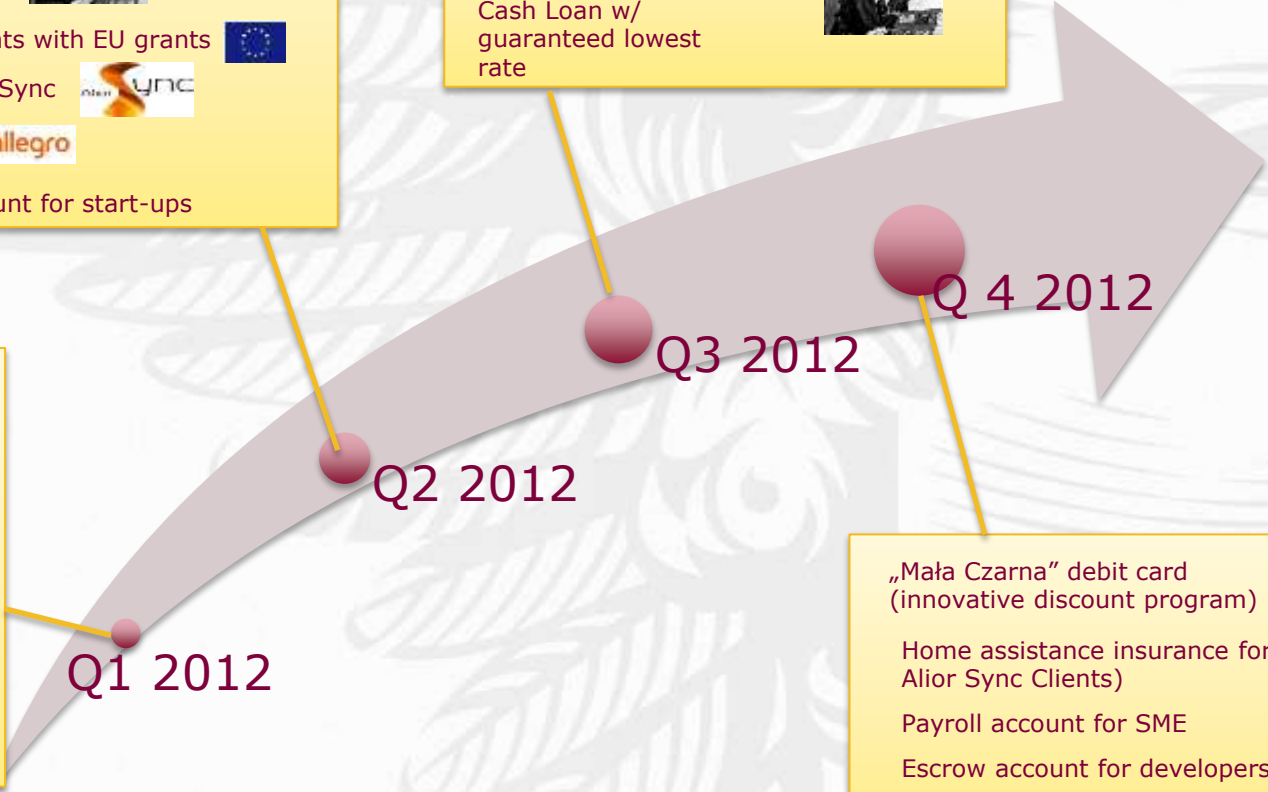 ts with EU grants
Sync
Sync
allegro
unt for start-ups
Cash Loan w/
guaranteed lowest
rate
Q 4 2012
Q3 2012
Q2 2012
Q1 2012
„Mała Czarna” debit card
(innovative discount program)
Home assistance insurance for
Alior Sync Clients)
Payroll account for SME
Escrow account for developers